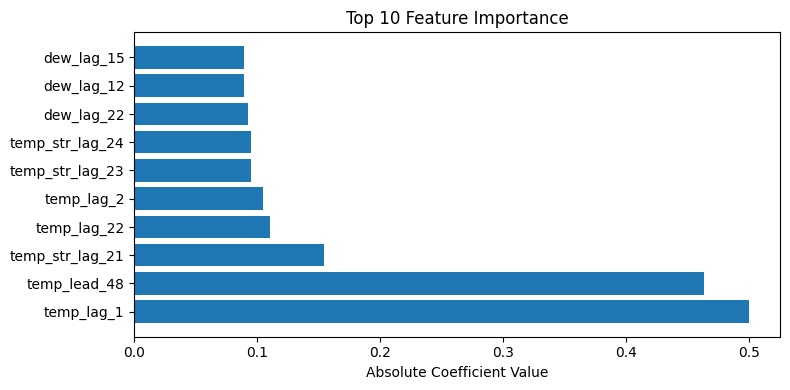 Top 10 Feature Importance
dew_lag_15
dew_lag_12
dew_lag_22
temp_str_lag_24
temp_str_lag_23
temp_lag_2
temp_lag_22
temp_str_lag_21
temp_lead_48
temp_lag_1
0.0 0.1 0.2 0.3 0.4 0.5
Absolute Coefficient Value